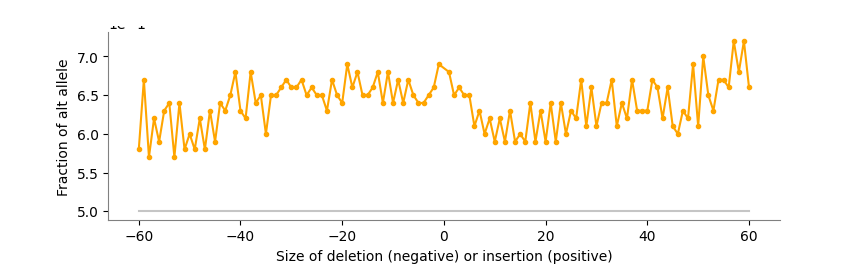 7.0
6.5
6.0
5.5
5.0
Fraction of alt allele
−60 −40 −20 0 20 40 60
Size of deletion (negative) or insertion (positive)